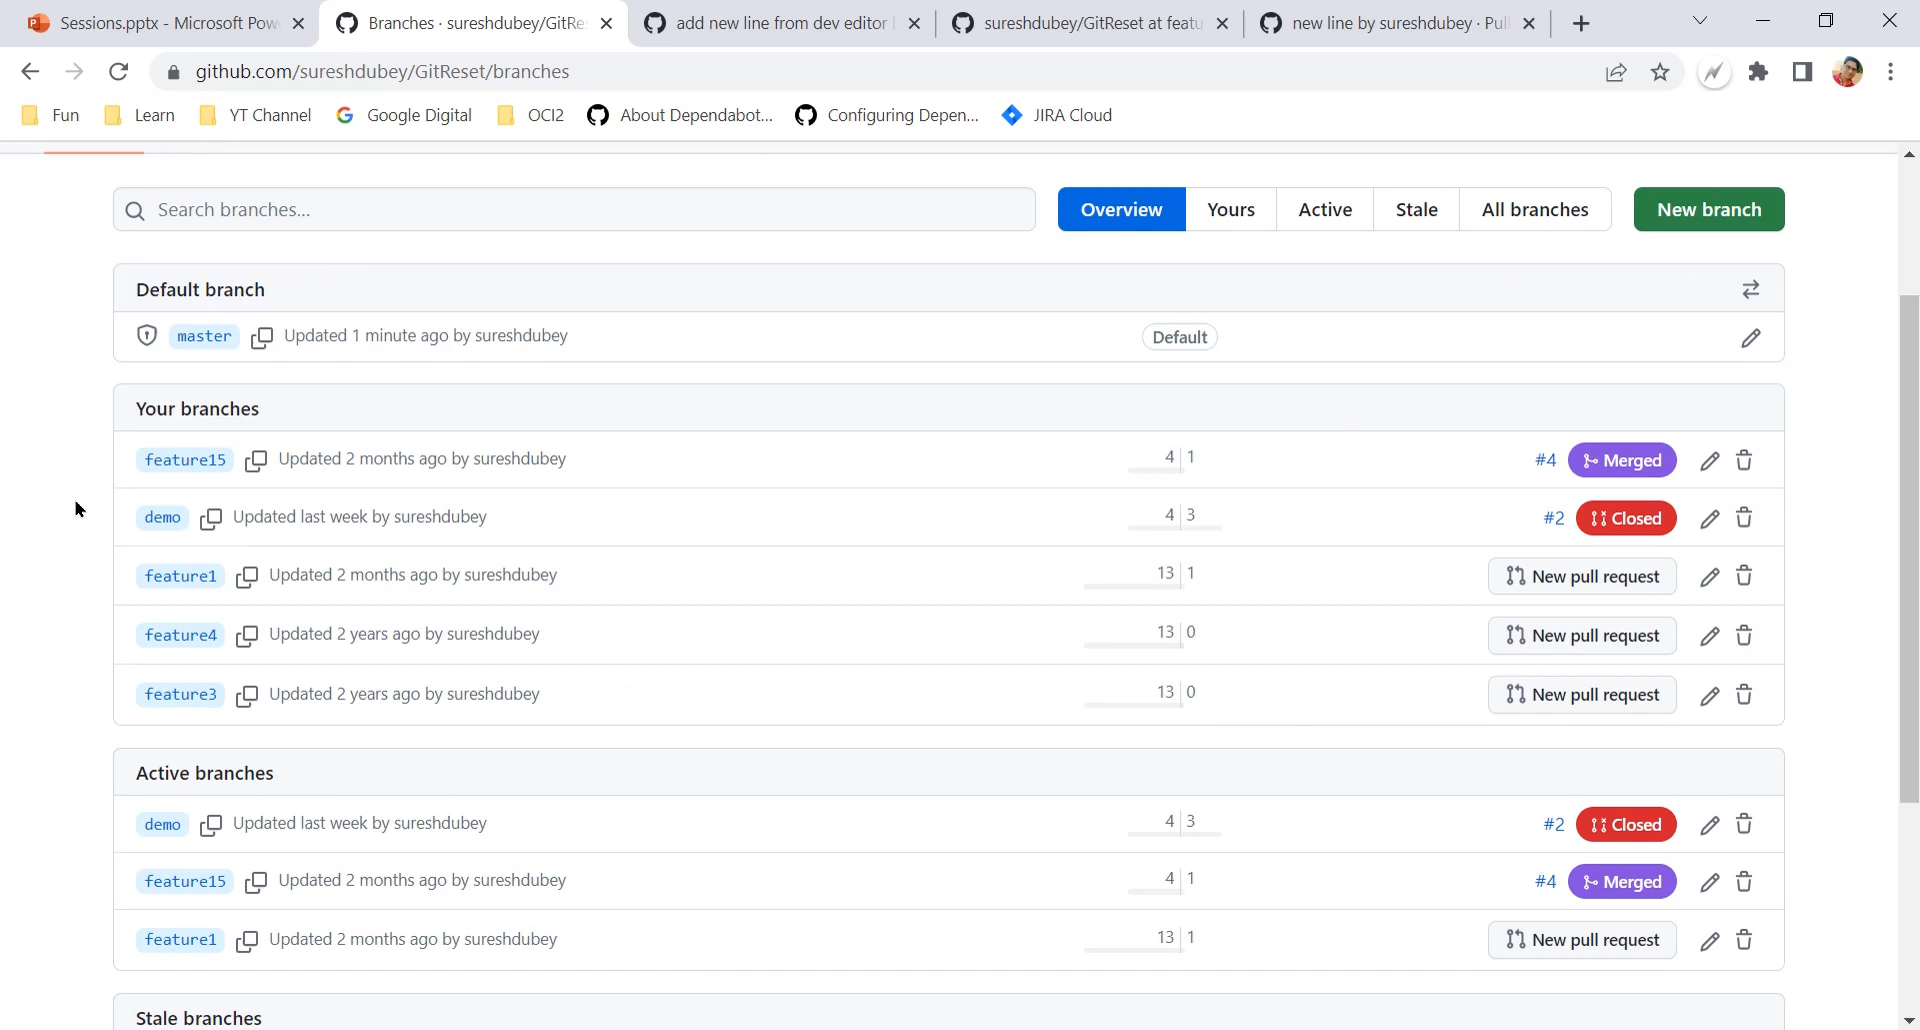 Sessions.pptx - Microsoft Pow
Branches · sureshdubey/GitRes
add new line from dev editor
sureshdubey/GitReset at featu
new line by sureshdubey · Pull
github.com/sureshdubey/GitReset/branches
Fun
Learn
YT Channel
Google Digital
OCI2
About Dependabot...
Configuring Depen...
JIRA Cloud
Search branches...
Overview
Yours
Active
Stale
All branches
New branch
Default branch
master Updated 1 minute ago by sureshdubey Default
Your branches
feature15 Updated 2 months ago by sureshdubey 4 1 #4 Merged
demo Updated last week by sureshdubey 4 3 #2 Closed
feature1 Updated 2 months ago by sureshdubey 13 1 New pull request
feature4 Updated 2 years ago by sureshdubey 13 0 New pull request
feature3 Updated 2 years ago by sureshdubey 13 0 New pull request
Active branches
demo Updated last week by sureshdubey 4 3 #2 Closed
feature15 Updated 2 months ago by sureshdubey 4 1 #4 Merged
feature1 Updated 2 months ago by sureshdubey 13 1 New pull request
Stale branches